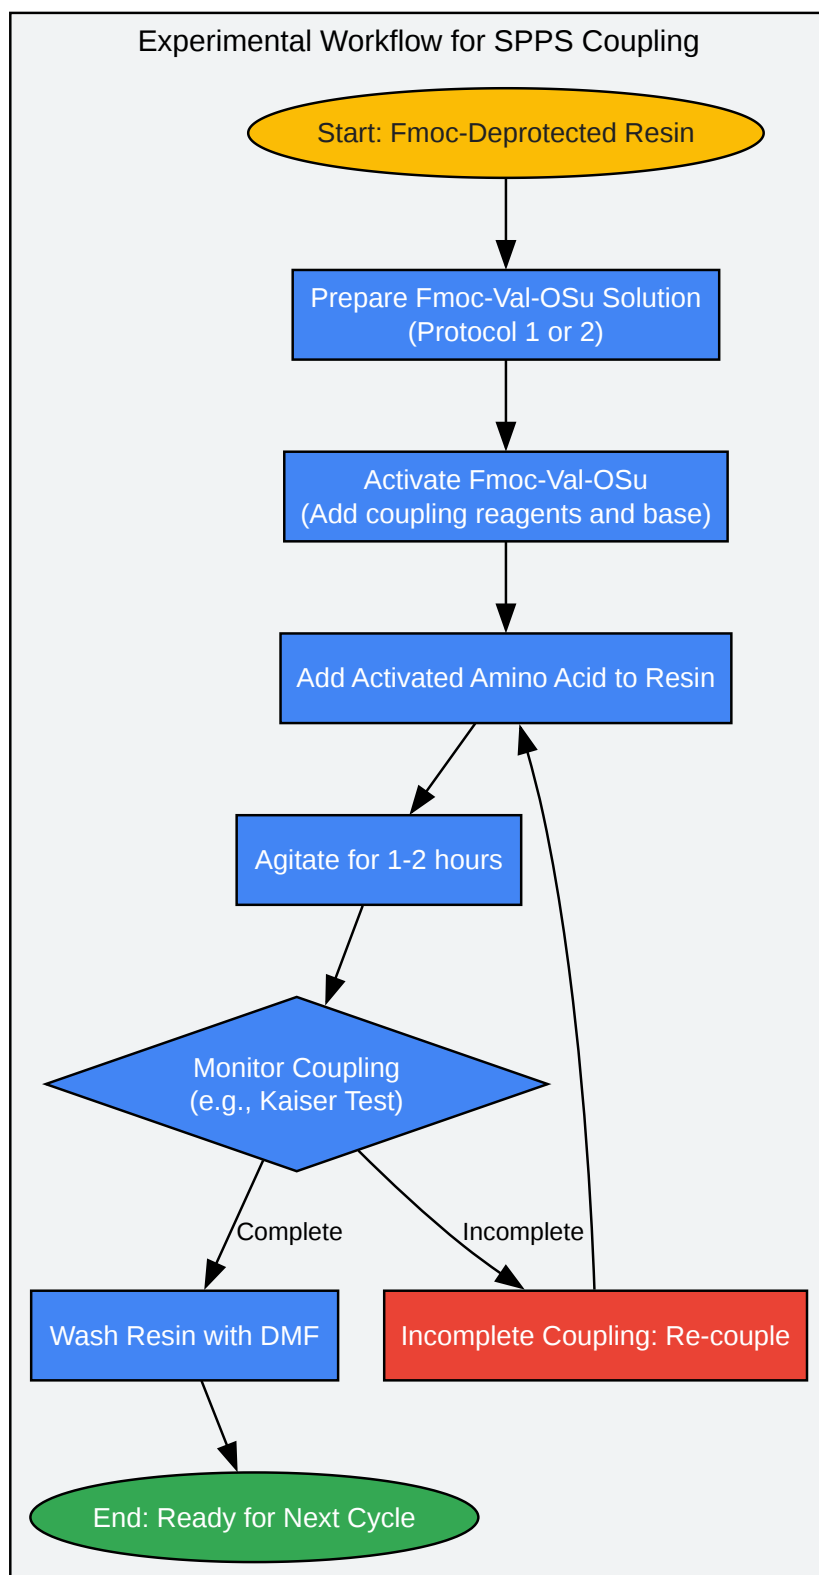 Experimental Workflow for SPPS Coupling
Start: Fmoc-Deprotected Resin
Prepare Fmoc-Val-OSu Solution
(Protocol 1 or 2)
Activate Fmoc-Val-OSu
(Add coupling reagents and base)
Add Activated Amino Acid to Resin
Agitate for 1-2 hours
Monitor Coupling
(e.g., Kaiser Test)
Complete
Incomplete
Wash Resin with DMF
Incomplete Coupling: Re-couple
End: Ready for Next Cycle